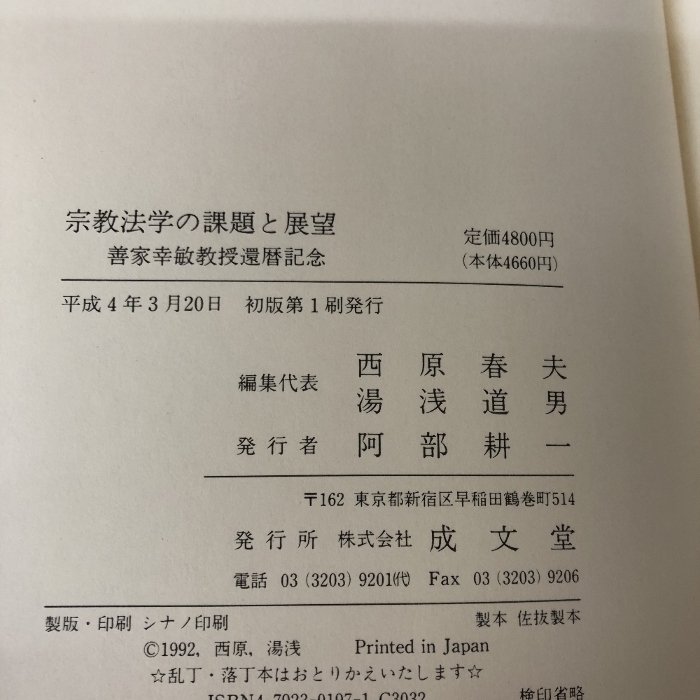 宗教法学の課題と展望
善家幸敏教授還暦記念
定価4800円
(本体4660円)
平成4年3月20日 初版第1刷発行
編集代表 西原春夫
湯浅道男
発行者 阿部耕一
〒162 東京都新宿区早稲田鶴巻町514
発行所 株式会社 成文堂
電話 03(3203)9201(代) Fax 03(3203)9206
製版・印刷 シナノ印刷 製本 佐抜製本
©1992, 西原、湯浅 Printed in Japan
☆乱丁・落丁本はおとりかえいたします☆
ISBN4-7923-0197-1 C3032 検印省略